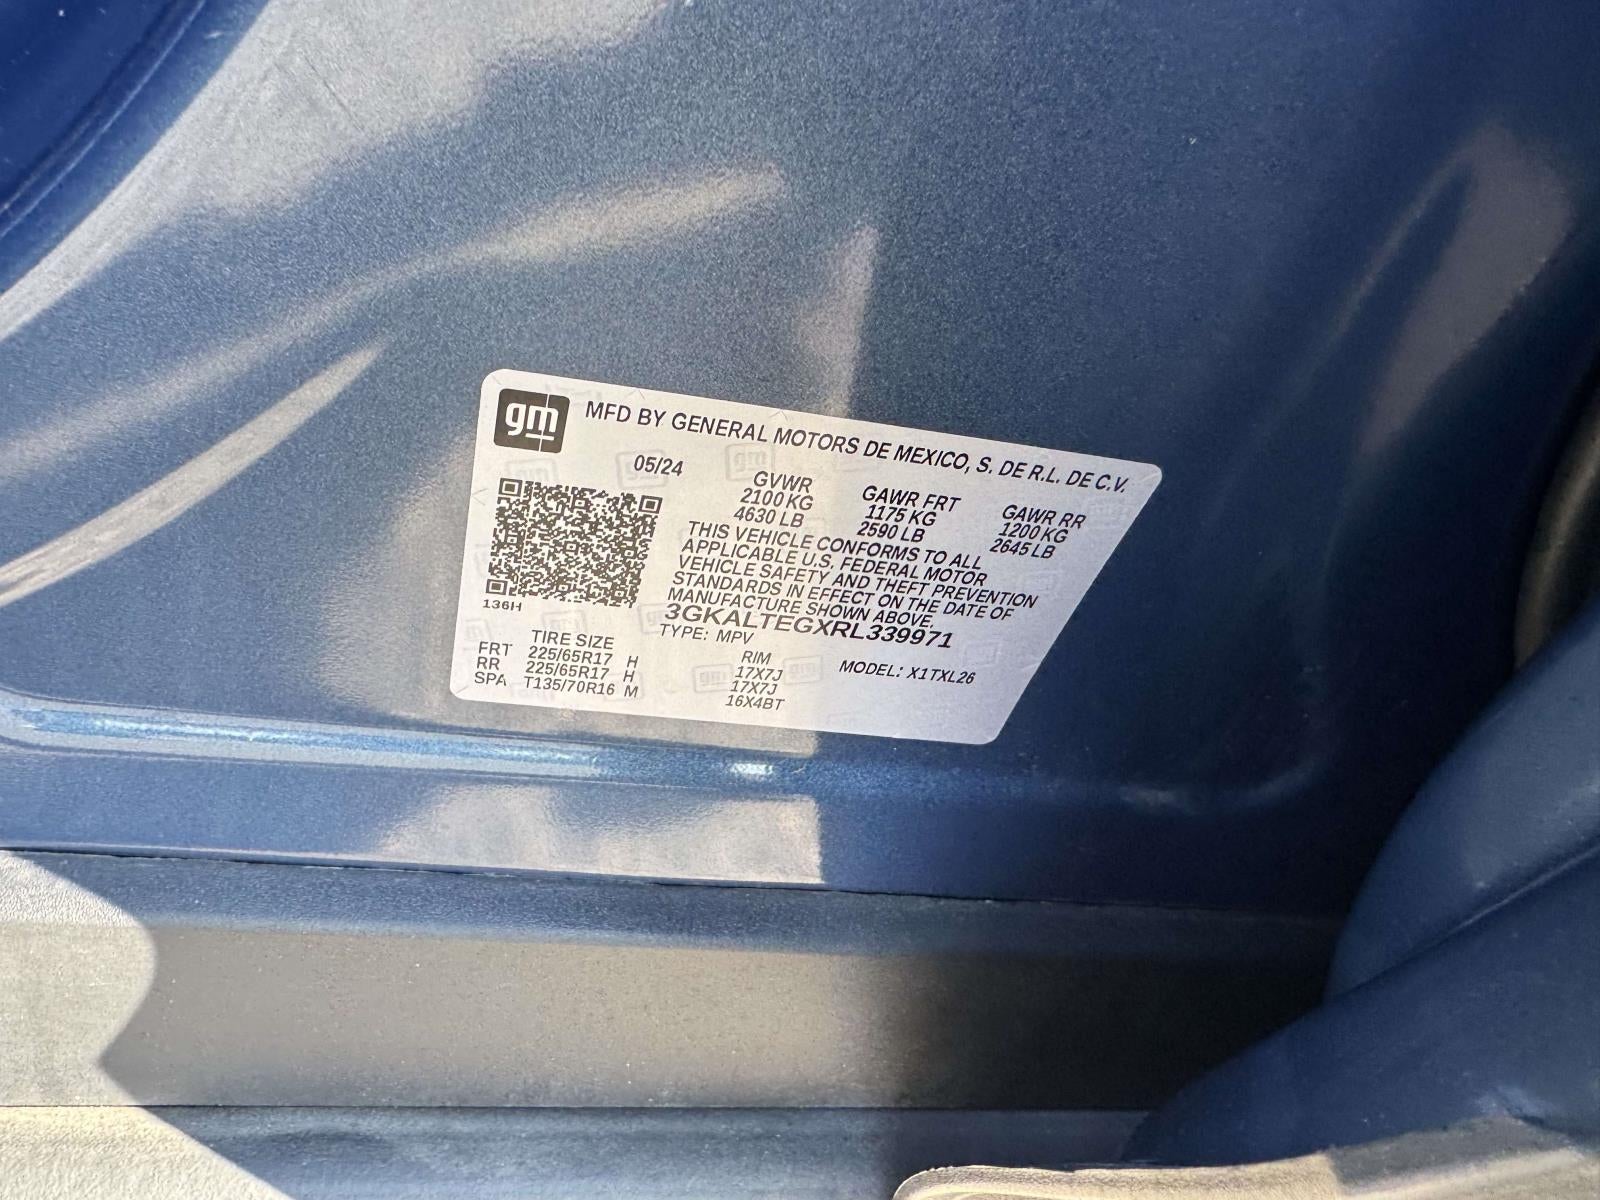 gm MFD BY GENERAL MOTORS DE MEXICO, S. DE R.L. DE C.V.
05/24
GVWR GAWR FRT GAWR RR
2100 KG 1175 KG 1200 KG
4630 LB 2590 LB 2645 LB
THIS VEHICLE CONFORMS TO ALL
APPLICABLE U.S. FEDERAL MOTOR
VEHICLE SAFETY AND THEFT PREVENTION
STANDARDS IN EFFECT ON THE DATE OF
MANUFACTURE SHOWN ABOVE.
136H
3GKALTEGXRL339971
TYPE: MPV
MODEL: X1TXL26
TIRE SIZE RIM
FRT 225/65R17 H 17X7J
RR 225/65R17 H 17X7J
SPA T135/70R16 M 16X4BT